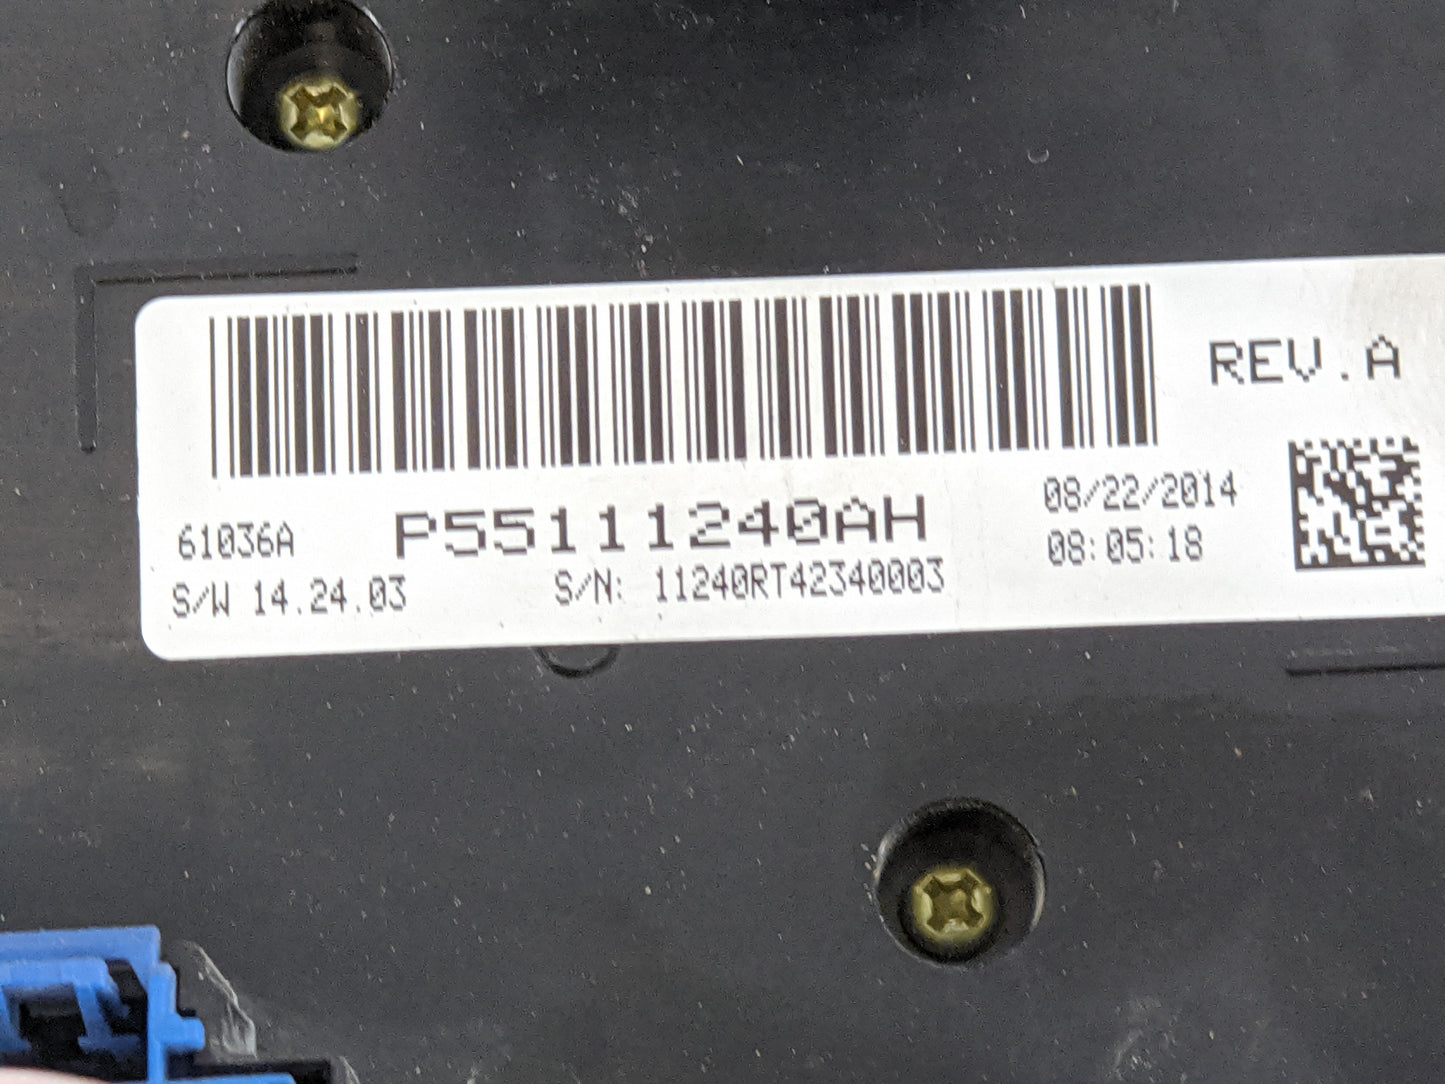 REV.A
61036A P55111240AH 08/22/2014
08:05:18
S/W 14.24.03 S/N: 11240RT42340003